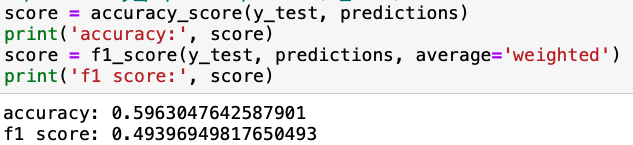 score = accuracy_score(y_test, predictions)
print('accuracy:', score)
score = f1_score(y_test, predictions, average='weighted')
print('f1 score:', score)
accuracy: 0.5963047642587901
f1 score: 0.49396949817650493